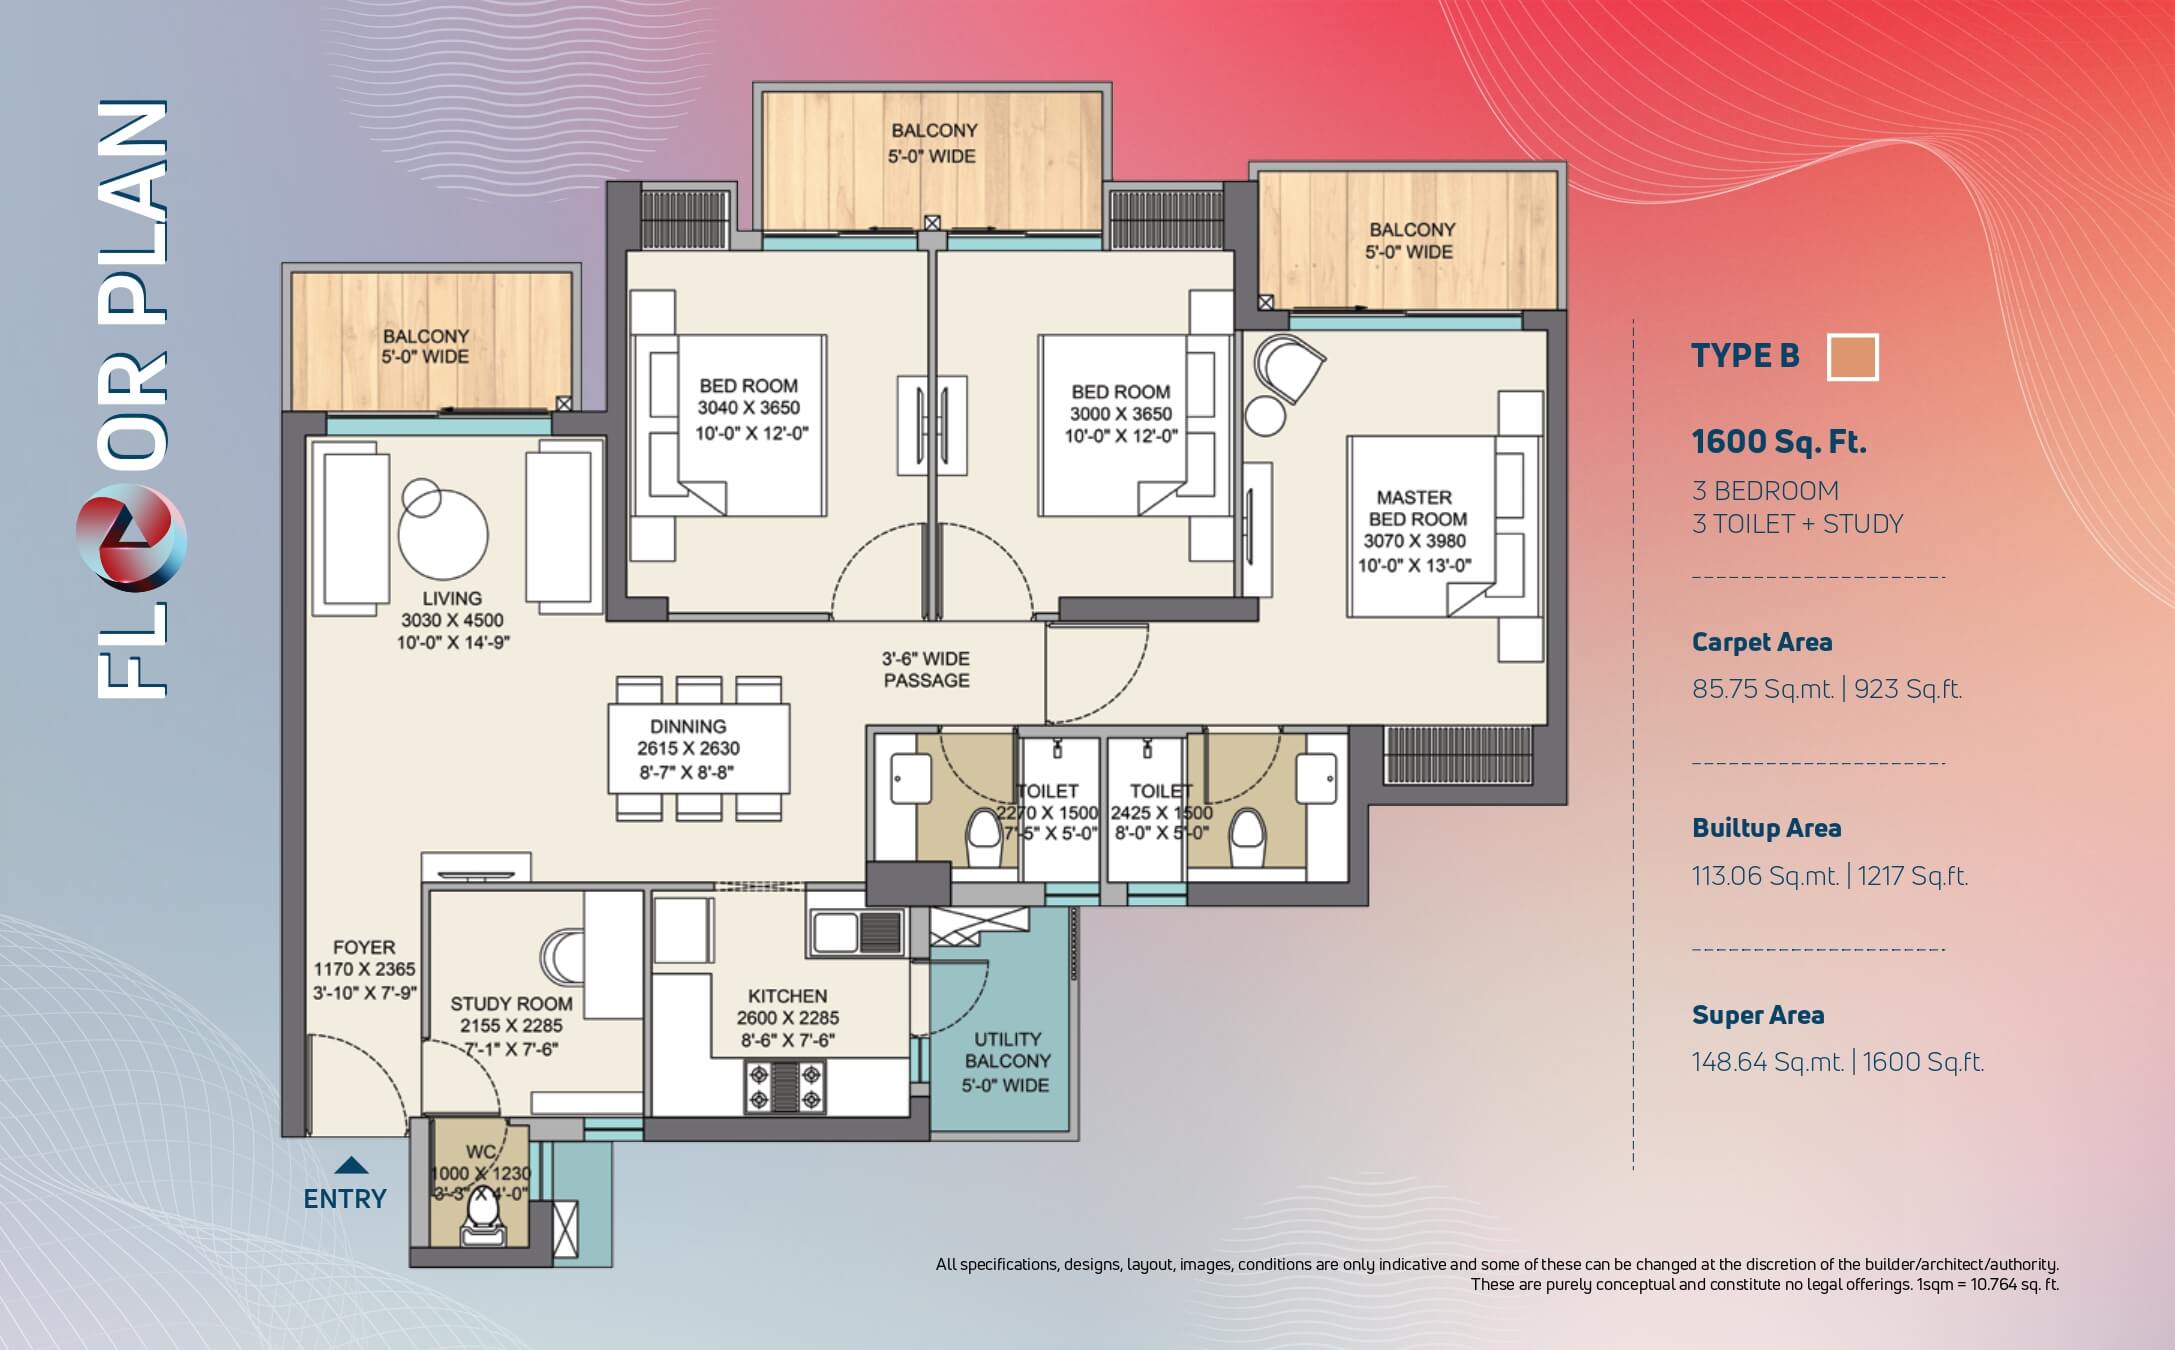 FLOOR PLAN
BALCONY
5'-0" WIDE
BALCONY
5'-0" WIDE
BALCONY
5'-0" WIDE
BED ROOM
3040 X 3650
10'-0" X 12'-0"
BED ROOM
3000 X 3650
10'-0" X 12'-0"
MASTER
BED ROOM
3070 X 3980
10'-0" X 13'-0"
LIVING
3030 X 4500
10'-0" X 14'-9"
3'-6" WIDE
PASSAGE
DINNING
2615 X 2630
8'-7" X 8'-8"
TOILET
2270 X 1500
7'-5" X 5'-0"
TOILET
2425 X 1500
8'-0" X 5'-0"
FOYER
1170 X 2365
3'-10" X 7'-9"
STUDY ROOM
2155 X 2285
7'-1" X 7'-6"
KITCHEN
2600 X 2285
8'-6" X 7'-6"
UTILITY
BALCONY
5'-0" WIDE
WC
1000 X 1230
3'-3" X 4'-0"
ENTRY
TYPE B
1600 Sq. Ft.
3 BEDROOM
3 TOILET + STUDY
Carpet Area
85.75 Sq.mt. | 923 Sq.ft.
Builtup Area
113.06 Sq.mt. | 1217 Sq.ft.
Super Area
148.64 Sq.mt. | 1600 Sq.ft.
All specifications, designs, layout, images, conditions are only indicative and some of these can be changed at the discretion of the builder/architect/authority.
These are purely conceptual and constitute no legal offerings. 1sqm = 10.764 sq. ft.